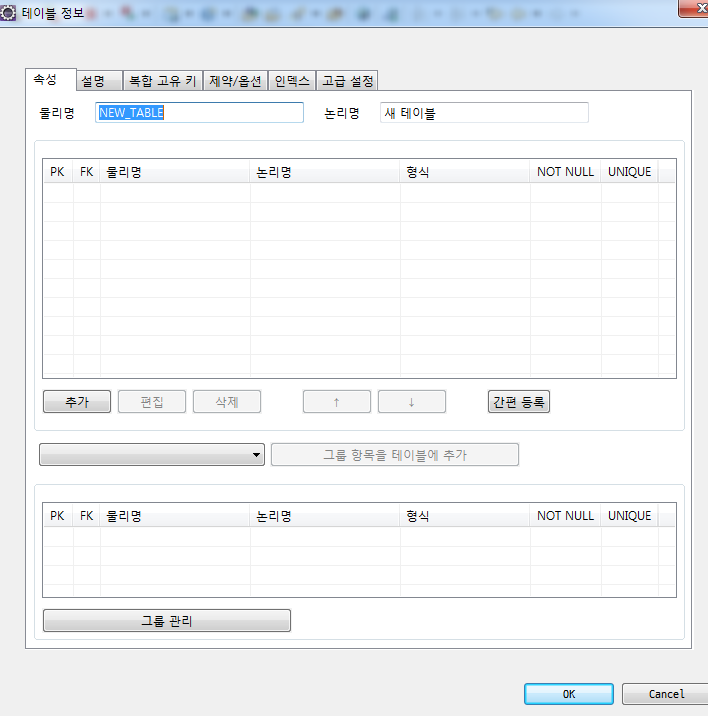 테이블 정보
속성 설명 복합 고유 키 제약/옵션 인덱스 고급 설정
물리명 NEW_TABLE 논리명 새 테이블
PK FK 물리명 논리명 형식 NOT NULL UNIQUE
추가 편집 삭제 ↑ ↓ 간편 등록
그룹 항목을 테이블에 추가
PK FK 물리명 논리명 형식 NOT NULL UNIQUE
그룹 관리
OK Cancel